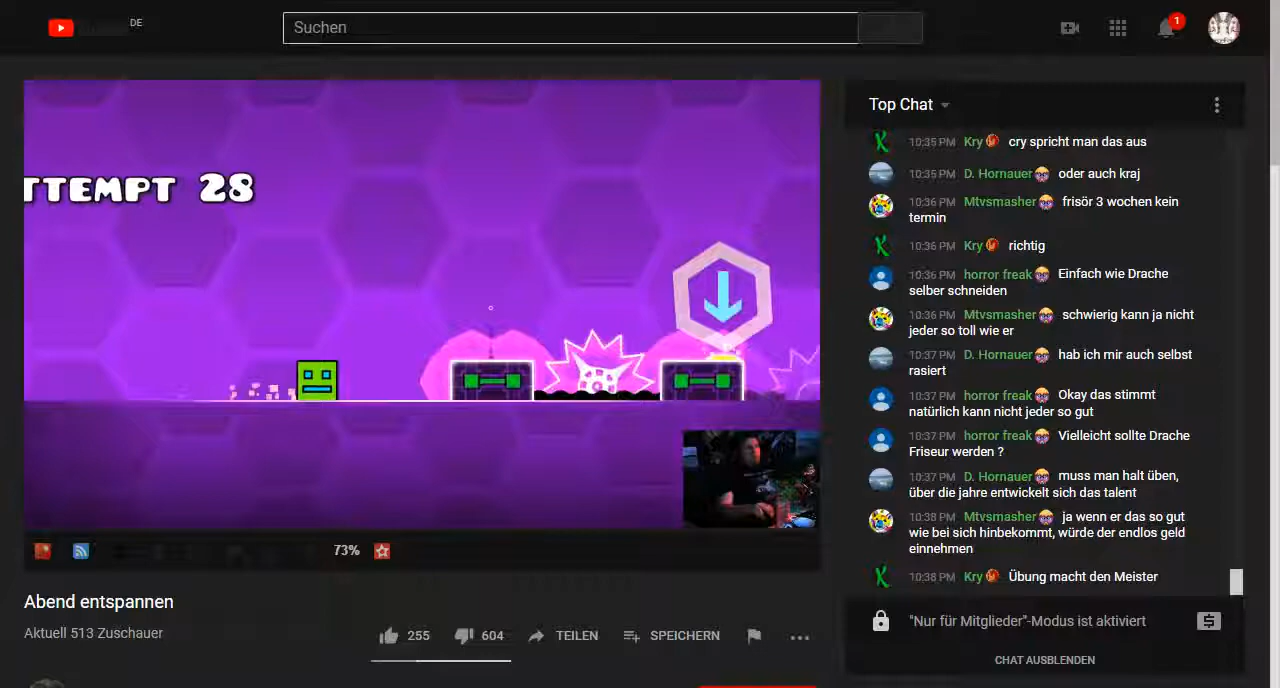 DE
Suchen
1
TTEMPT 28
73%
Abend entspannen
Aktuell 513 Zuschauer
255
604
TEILEN
SPEICHERN
Top Chat
10:35 PM Kry cry spricht man das aus
10:35 PM D. Hornauer oder auch kraj
10:36 PM Mtvsmasher frisör 3 wochen kein
termin
10:36 PM Kry richtig
10:36 PM horror freak Einfach wie Drache
selber schneiden
10:36 PM Mtvsmasher schwierig kann ja nicht
jeder so toll wie er
10:37 PM D. Hornauer hab ich mir auch selbst
rasiert
10:37 PM horror freak Okay das stimmt
natürlich kann nicht jeder so gut
10:37 PM horror freak Vielleicht sollte Drache
Friseur werden ?
10:37 PM D. Hornauer muss man halt üben,
über die jahre entwickelt sich das talent
10:38 PM Mtvsmasher ja wenn er das so gut
wie bei sich hinbekommt, würde der endlos geld
einnehmen
10:38 PM Kry Übung macht den Meister
"Nur für Mitglieder"-Modus ist aktiviert
CHAT AUSBLENDEN